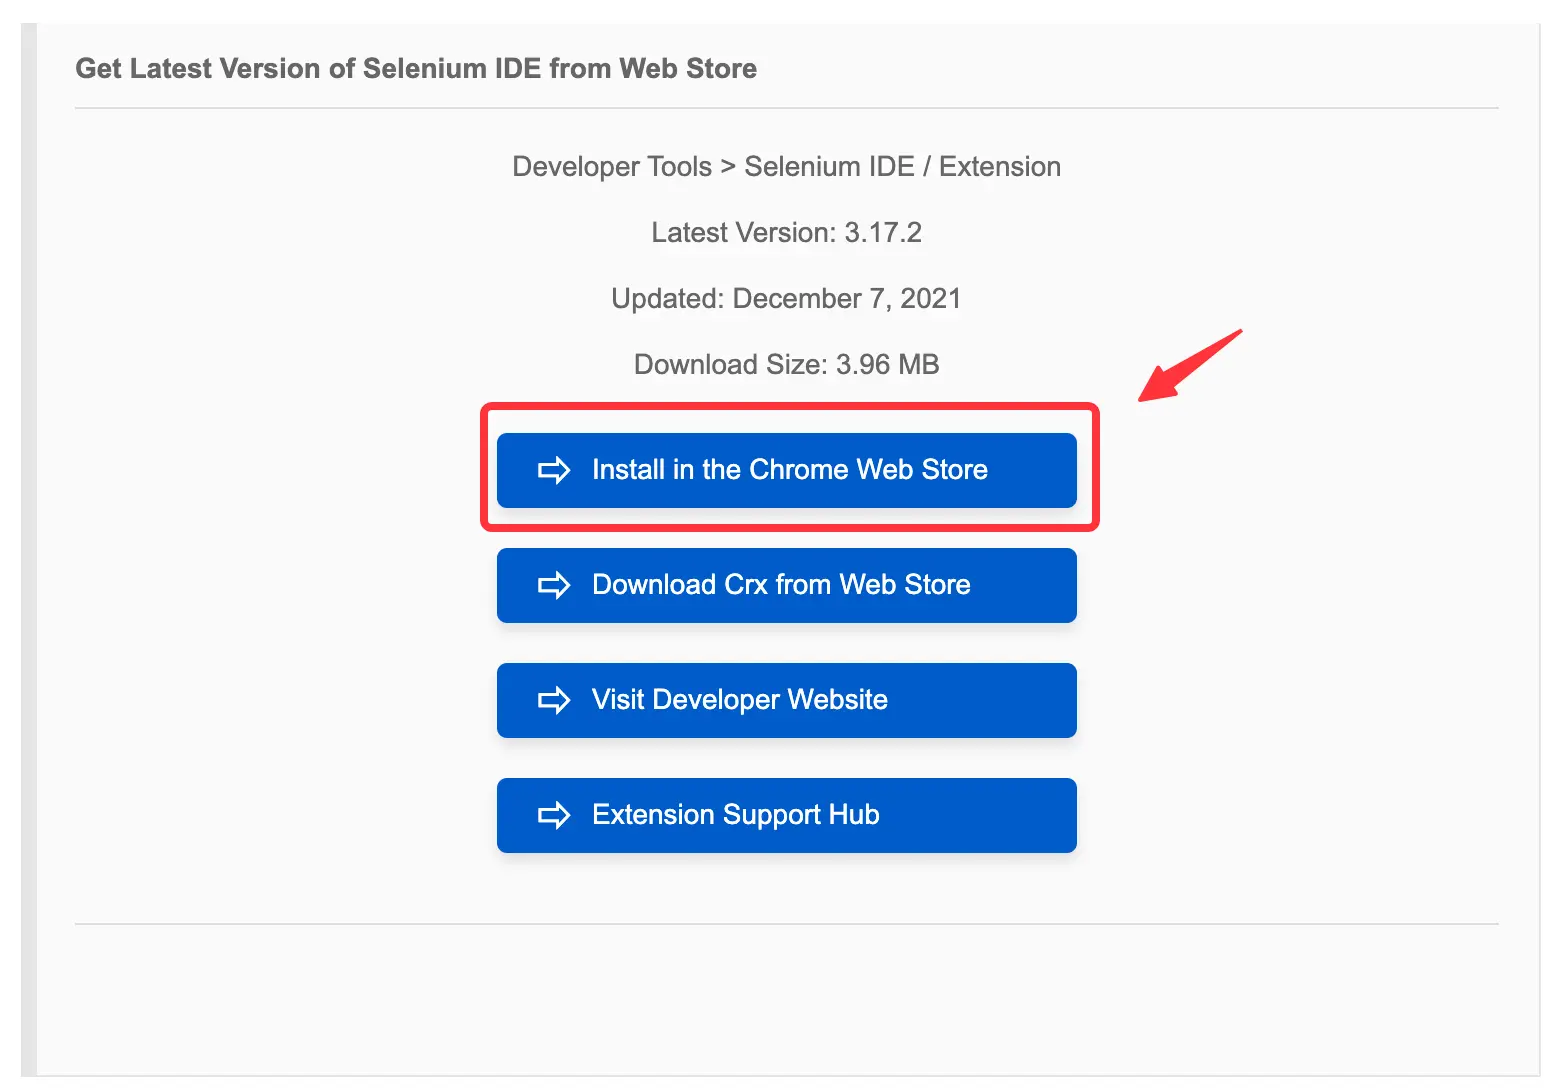 Get Latest Version of Selenium IDE from Web Store
Developer Tools > Selenium IDE / Extension
Latest Version: 3.17.2
Updated: December 7, 2021
Download Size: 3.96 MB
Install in the Chrome Web Store
Download Crx from Web Store
Visit Developer Website
Extension Support Hub